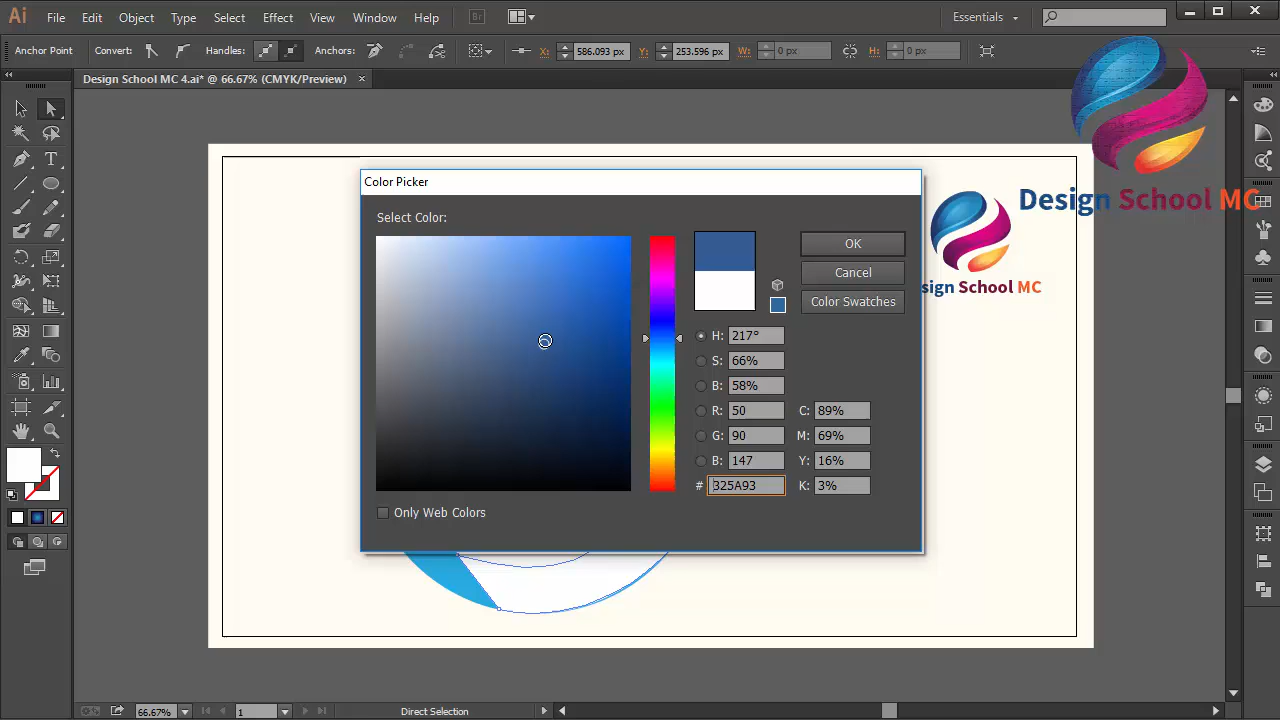 Ai File Edit Object Type Select Effect View Window Help Br Essentials
Anchor Point Convert: Handles: Anchors: X: 586.093 px Y: 253.596 px W: 0 px H: 0 px
Design School MC 4.ai* @ 66.67% (CMYK/Preview)
Design School MC
sign School MC
Color Picker
Select Color:
OK
Cancel
Color Swatches
H: 217°
S: 66%
B: 58%
R: 50 C: 89%
G: 90 M: 69%
B: 147 Y: 16%
# 325A93 K: 3%
Only Web Colors
T
66.67% 1 Direct Selection